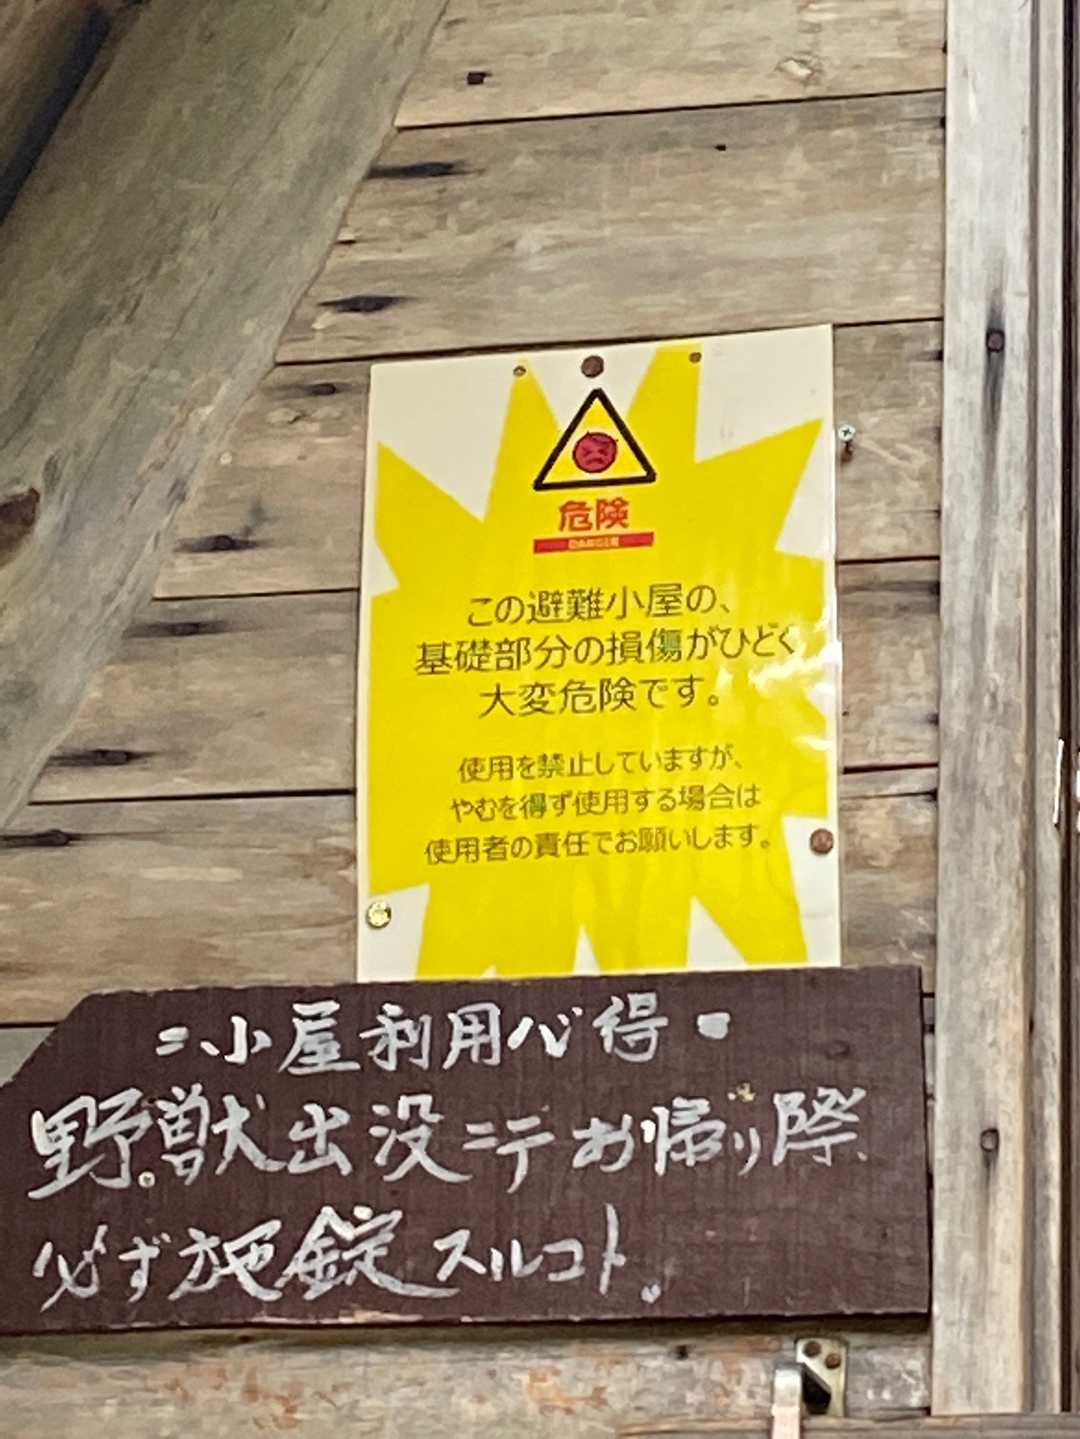 危険
DANGER
この避難小屋の、
基礎部分の損傷がひどく
大変危険です。
使用を禁止していますが、
やむを得ず使用する場合は
使用者の責任でお願いします。
小屋利用心得
野獣出没ニテお帰り際
必ず施錠スルコト。